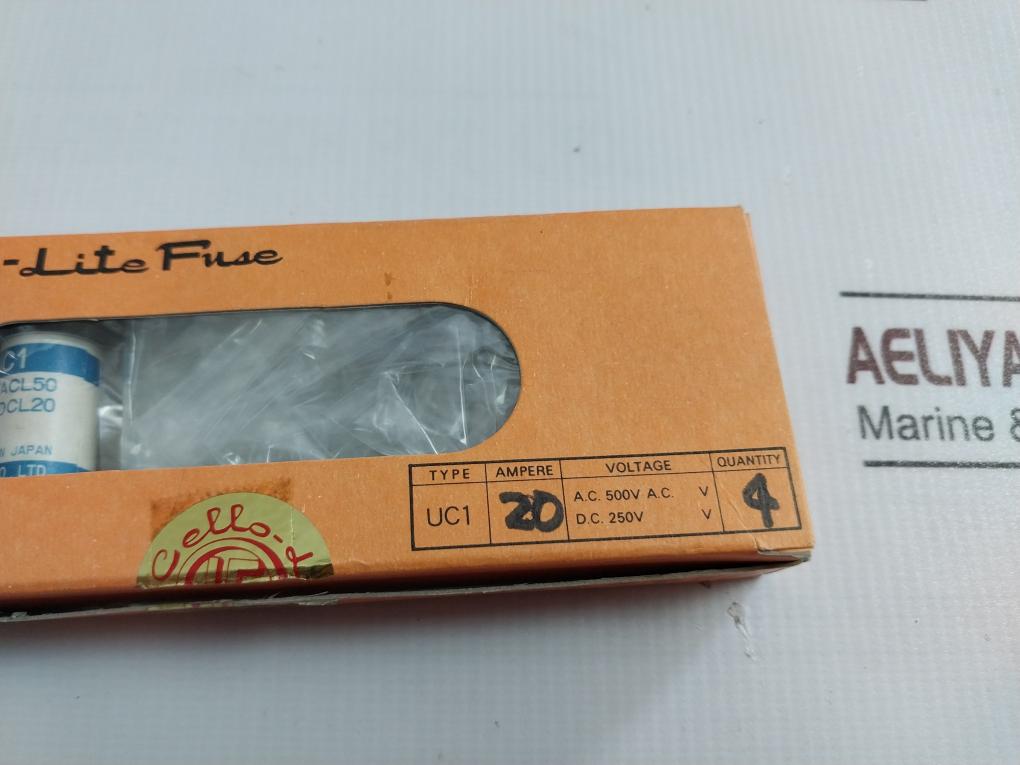 -Lite Fuse
C1
ACL50
DCL20
JAPAN
LTD
TYPE AMPERE VOLTAGE QUANTITY
UC1 20 A.C. 500V A.C. V 4
D.C. 250V V
Cello-L
AELIYA
Marine &